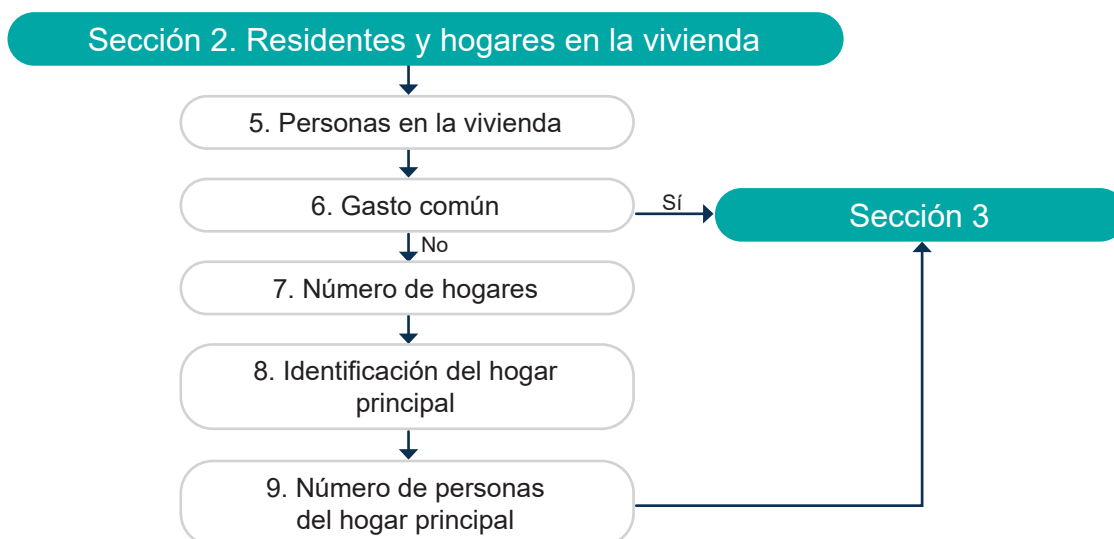 Sección 2. Residentes y hogares en la vivienda
5. Personas en la vivienda
6. Gasto común
Sí
Sección 3
No
7. Número de hogares
8. Identificación del hogar
principal
9. Número de personas
del hogar principal